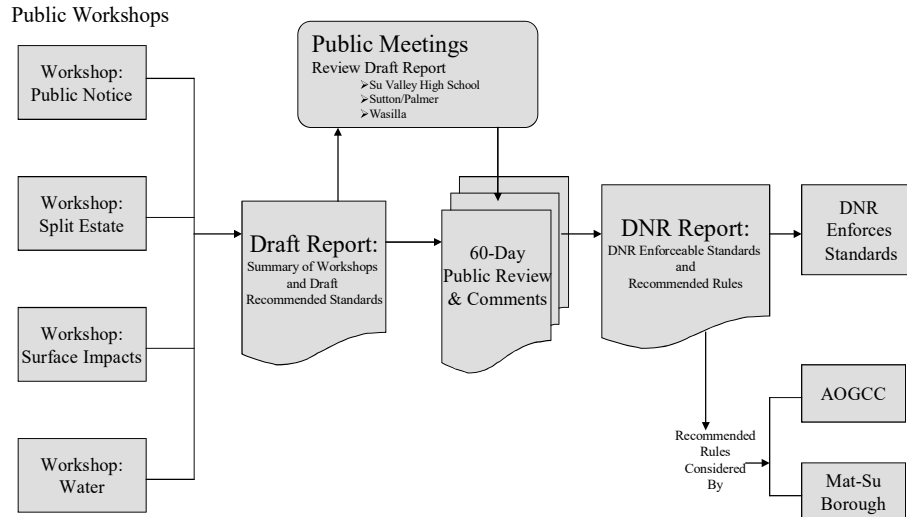 Public Workshops
Workshop:
Public Notice
Workshop:
Split Estate
Workshop:
Surface Impacts
Workshop:
Water
Public Meetings
Review Draft Report
➢Su Valley High School
➢Sutton/Palmer
➢Wasilla
Draft Report:
Summary of Workshops
and Draft
Recommended Standards
60-Day
Public Review
& Comments
DNR Report:
DNR Enforceable Standards
and
Recommended Rules
DNR
Enforces
Standards
Recommended
Rules
Considered
By
AOGCC
Mat-Su
Borough